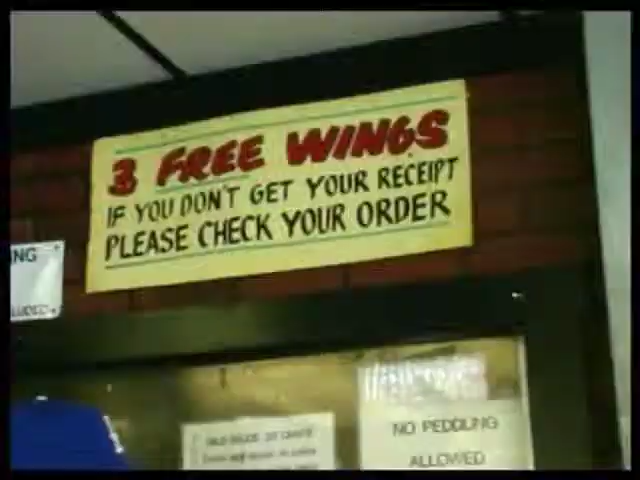 3 FREE WINGS
IF YOU DON'T GET YOUR RECEIPT
PLEASE CHECK YOUR ORDER
NG
NO PEDDLING
ALLOWED